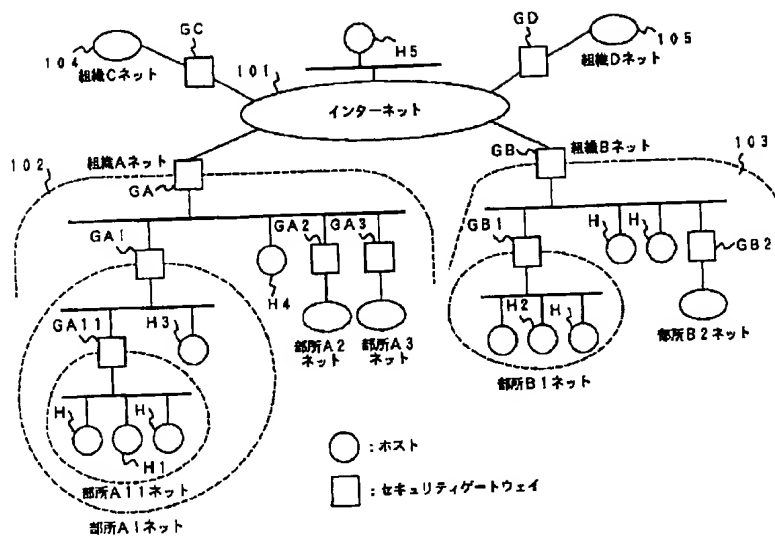 GC
GD
104
105
H5
組織Cネット
101
組織Dネット
インターネット
102
組織Aネット
GB
組織Bネット
103
GA
GA1
GA2
GA3
GB1
H
H
GB2
H4
GA11
H3
H2
H
部所A2
ネット
部所A3
ネット
部所B2ネット
部所B1ネット
H
H
H1
:ホスト
部所A11ネット
:セキュリティゲートウェイ
部所A1ネット